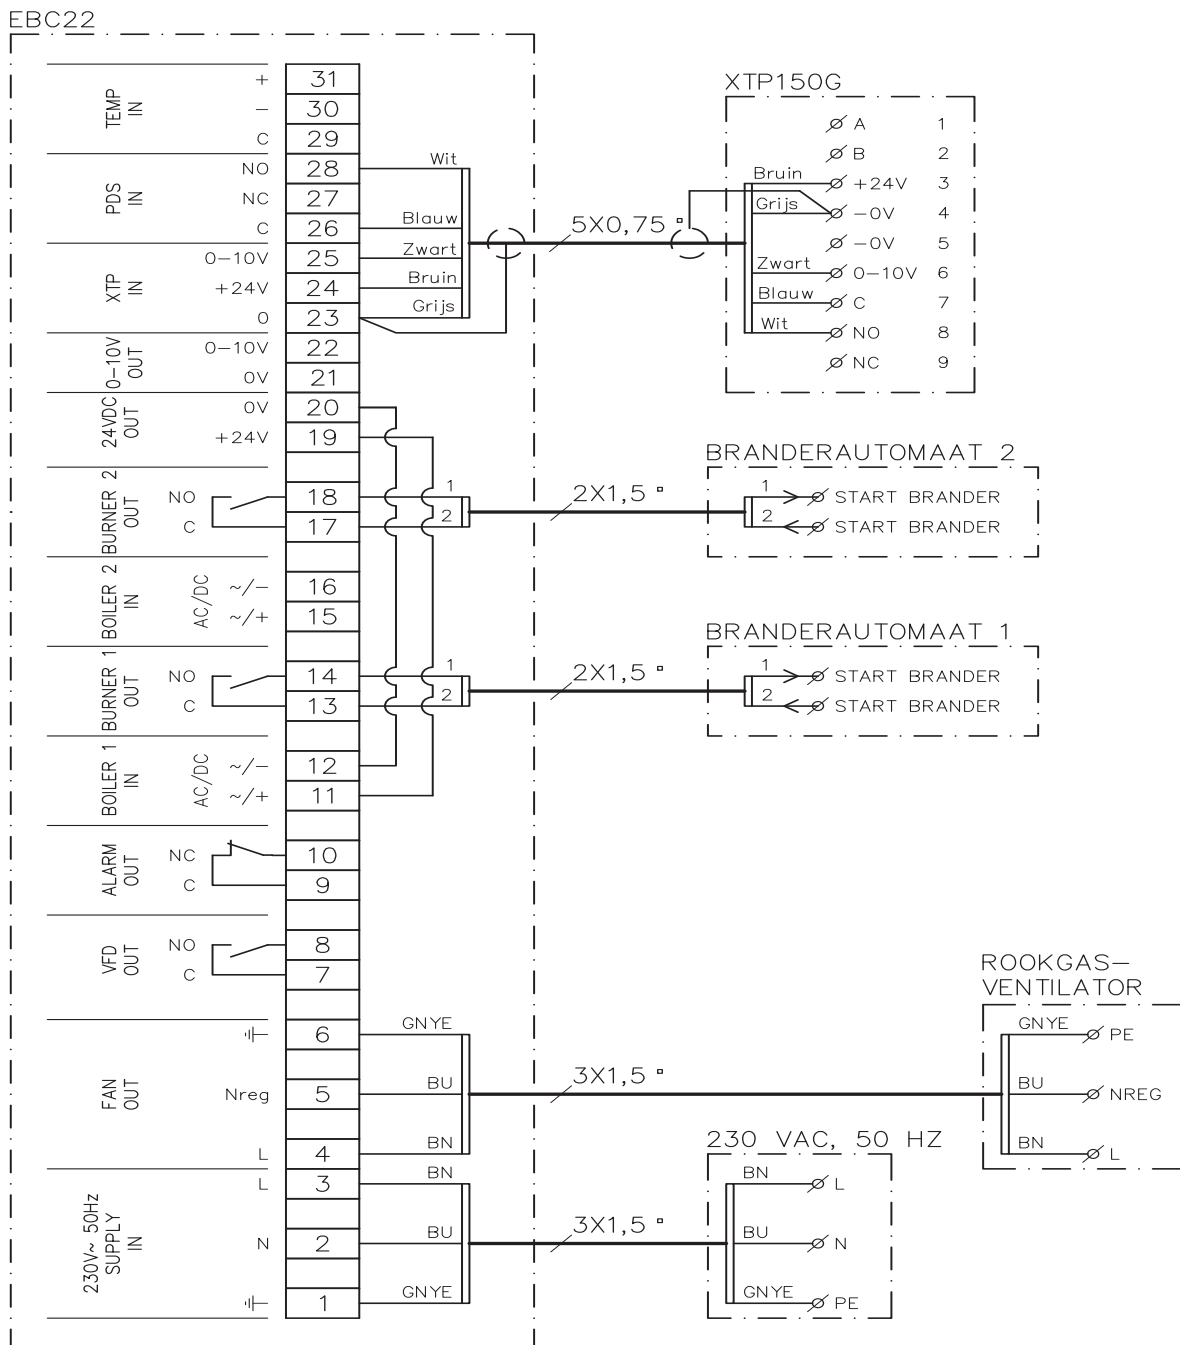 EBC22
TEMP IN
+ 31
- 30
C 29
PDS IN
NO 28 Wit
NC 27
C 26 Blauw
XTP IN
0-10V 25 Zwart
+24V 24 Bruin
0 23 Grijs
0-10V OUT
0-10V 22
0V 21
24VDC OUT
0V 20
+24V 19
BURNER 2 OUT
NO 18 1
C 17 2
BOILER 2 IN
AC/DC
~/- 16
~/+ 15
BURNER 1 OUT
NO 14 1
C 13 2
BOILER 1 IN
AC/DC
~/- 12
~/+ 11
ALARM OUT
NC 10
C 9
VFD OUT
NO 8
C 7
FAN OUT
6 GNYE
Nreg 5 BU
L 4 BN
230V~ 50Hz SUPPLY IN
L 3 BN
N 2 BU
1 GNYE
5X0,75 ▫
XTP150G
A 1
B 2
Bruin +24V 3
Grijs -0V 4
-0V 5
Zwart 0-10V 6
Blauw C 7
Wit NO 8
NC 9
2X1,5 ▫
BRANDERAUTOMAAT 2
1 START BRANDER
2 START BRANDER
2X1,5 ▫
BRANDERAUTOMAAT 1
1 START BRANDER
2 START BRANDER
3X1,5 ▫
ROOKGAS-
VENTILATOR
GNYE PE
BU NREG
BN L
3X1,5 ▫
230 VAC, 50 HZ
BN L
BU N
GNYE PE